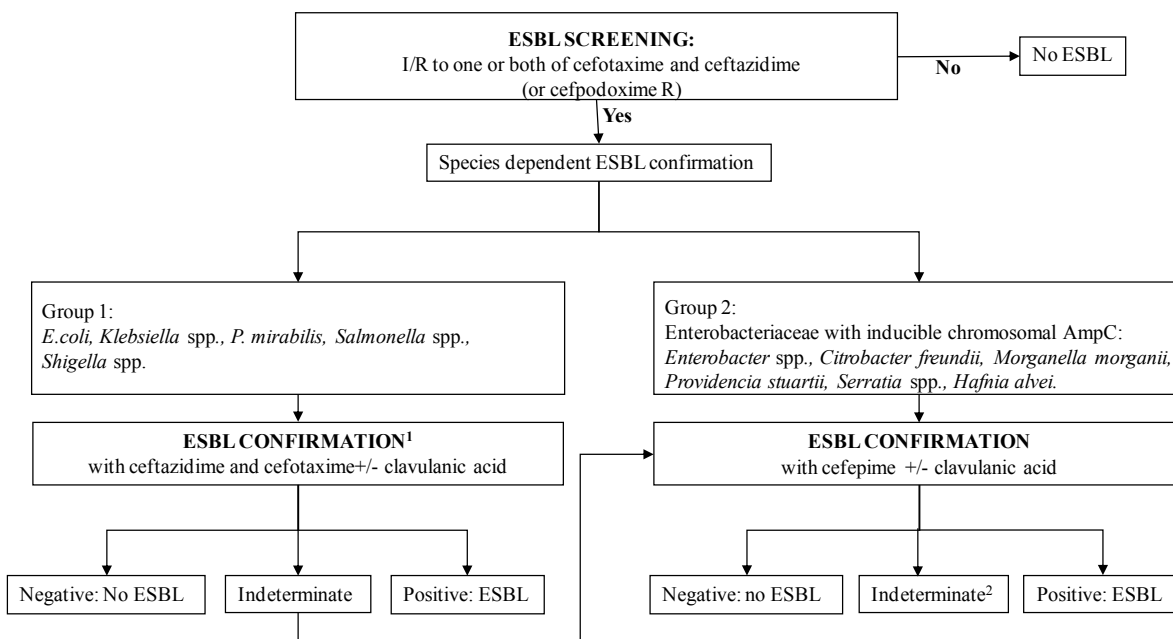 ESBL SCREENING:
I/R to one or both of cefotaxime and ceftazidime
(or cefpodoxime R)
No
No ESBL
Yes
Species dependent ESBL confirmation
Group 1:
E.coli, Klebsiella spp., P. mirabilis, Salmonella spp.,
Shigella spp.
Group 2:
Enterobacteriaceae with inducible chromosomal AmpC:
Enterobacter spp., Citrobacter freundii, Morganella morganii,
Providencia stuartii, Serratia spp., Hafnia alvei.
ESBL CONFIRMATION¹
with ceftazidime and cefotaxime+/- clavulanic acid
ESBL CONFIRMATION
with cefepime +/- clavulanic acid
Negative: No ESBL
Indeterminate
Positive: ESBL
Negative: no ESBL
Indeterminate²
Positive: ESBL